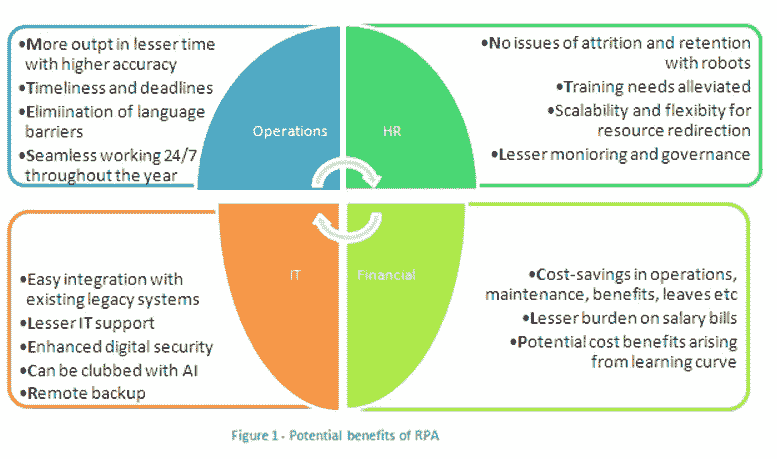 •More outpt in lesser time
with higher accuracy
•Timeliness and deadlines
•Elimiination of language
barriers
•Seamless working 24/7
throughout the year
Operations
HR
•No issues of attrition and retention
with robots
•Training needs alleviated
•Scalability and flexibity for
resource redirection
•Lesser monioring and governance
•Easy integration with
existing legacy systems
•Lesser IT support
•Enhanced digital security
•Can be clubbed with AI
•Remote backup
IT
Financial
•Cost-savings in operations,
maintenance, benefits, leaves etc
•Lesser burden on salary bills
•Potential cost benefits arising
from learning curve
Figure 1 - Potential benefits of RPA